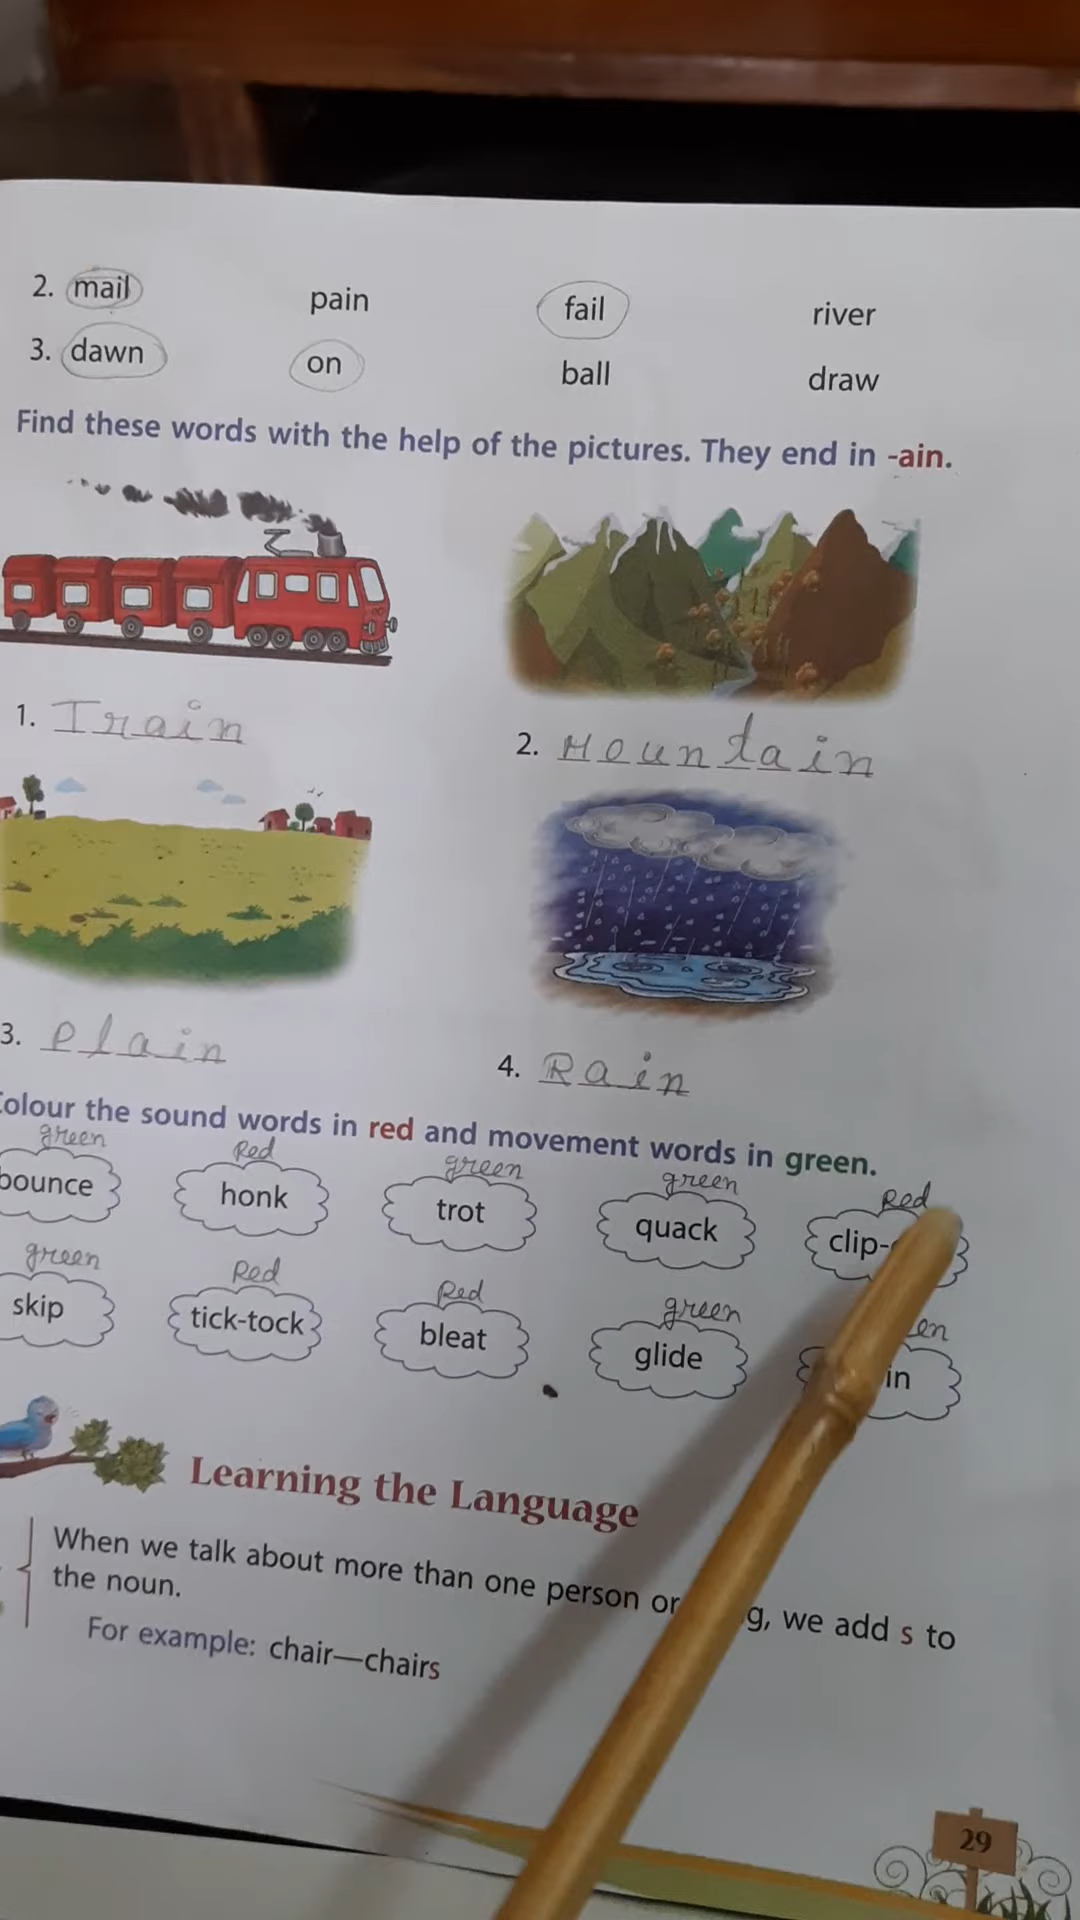 2. mail pain fail river
3. dawn on ball draw
Find these words with the help of the pictures. They end in -ain.
1. Train
2. Mountain
3. Plain
4. Rain
Colour the sound words in red and movement words in green.
green Red green green Red
bounce honk trot quack clip-
green Red Red green
skip tick-tock bleat glide
Learning the Language
When we talk about more than one person or we add s to
the noun.
For example: chair—chairs
29